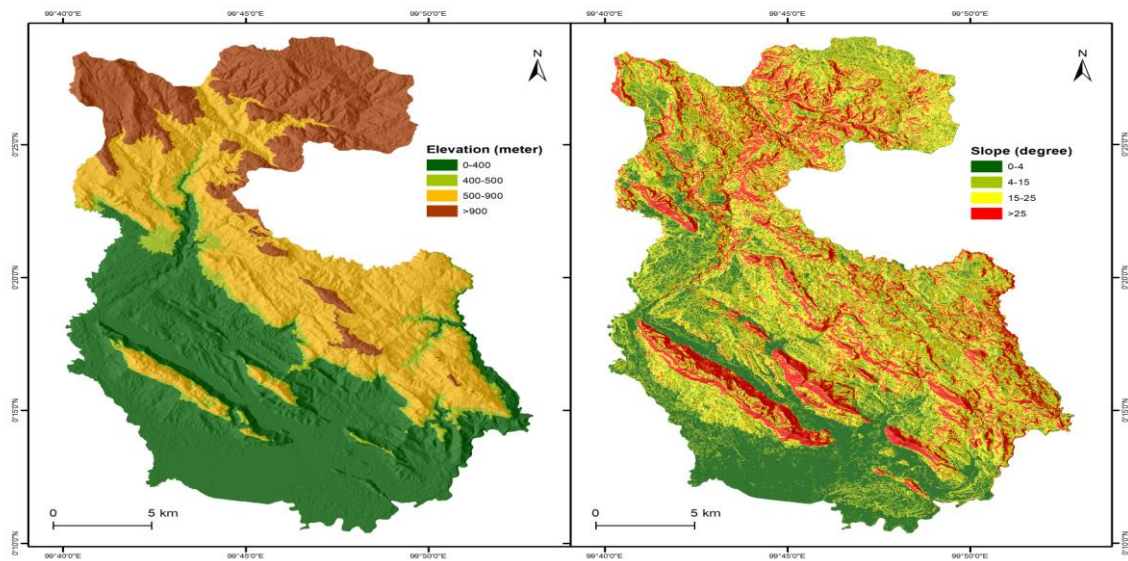 99°40'0"E 99°45'0"E 99°50'0"E
99°40'0"E 99°45'0"E 99°50'0"E
N
Elevation (meter)
0-400
400-500
500-900
>900
0°25'0"N
0°20'0"N
0°15'0"N
0°10'0"N
0 5 km
99°40'0"E 99°45'0"E 99°50'0"E
N
Slope (degree)
0-4
4-15
15-25
>25
0°25'0"N
0°20'0"N
0°15'0"N
0°10'0"N
0 5 km
99°40'0"E 99°45'0"E 99°50'0"E